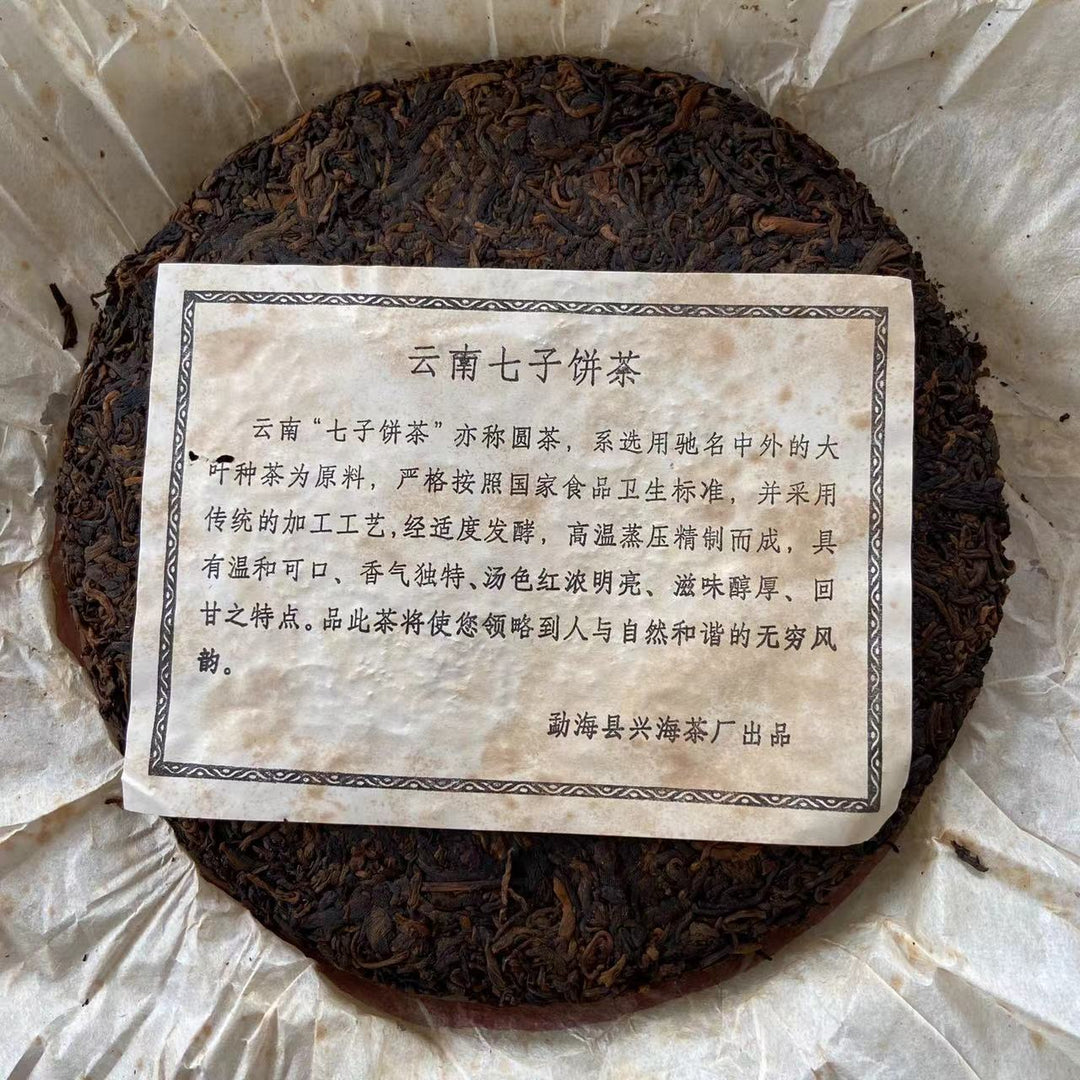 云南七子饼茶
云南“七子饼茶”亦称圆茶，系选用驰名中外的大
叶种茶为原料，严格按照国家食品卫生标准，并采用
传统的加工工艺,经适度发酵，高温蒸压精制而成，具
有温和可口、香气独特、汤色红浓明亮、滋味醇厚、回
甘之特点。品此茶将使您领略到人与自然和谐的无穷风
韵。
勐海县兴海茶厂出品